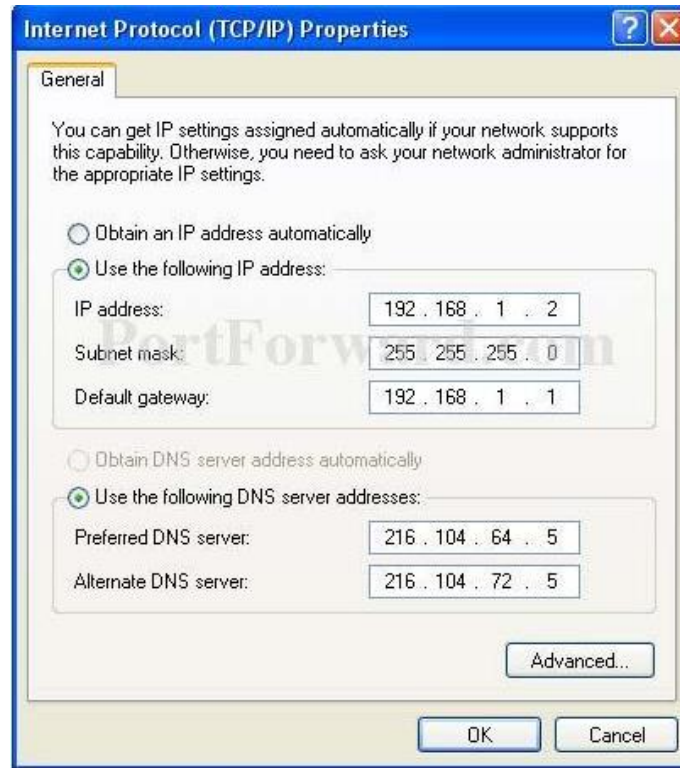 Internet Protocol (TCP/IP) Properties
General
You can get IP settings assigned automatically if your network supports
this capability. Otherwise, you need to ask your network administrator for
the appropriate IP settings.
Obtain an IP address automatically
Use the following IP address:
IP address: 192 . 168 . 1 . 2
PortForward.com
Subnet mask: 255 . 255 . 255 . 0
Default gateway: 192 . 168 . 1 . 1
Obtain DNS server address automatically
Use the following DNS server addresses:
Preferred DNS server: 216 . 104 . 64 . 5
Alternate DNS server: 216 . 104 . 72 . 5
Advanced...
OK Cancel